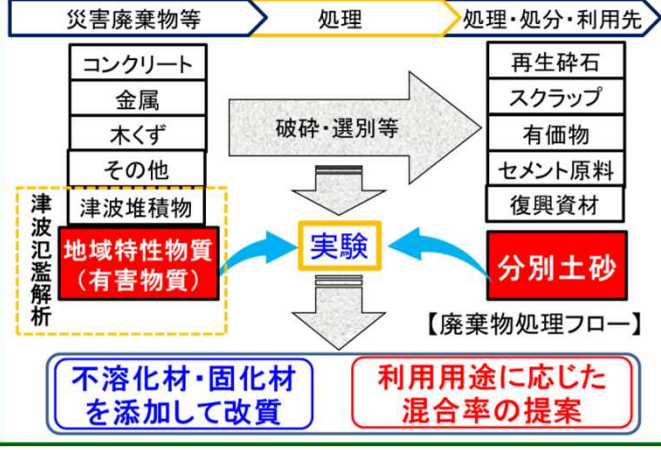 災害廃棄物等
処理
処理・処分・利用先
コンクリート
金属
木くず
その他
津波堆積物
地域特性物質
(有害物質)
津波氾濫解析
破砕・選別等
実験
再生砕石
スクラップ
有価物
セメント原料
復興資材
分別土砂
【廃棄物処理フロー】
不溶化材・固化材
を添加して改質
利用用途に応じた
混合率の提案